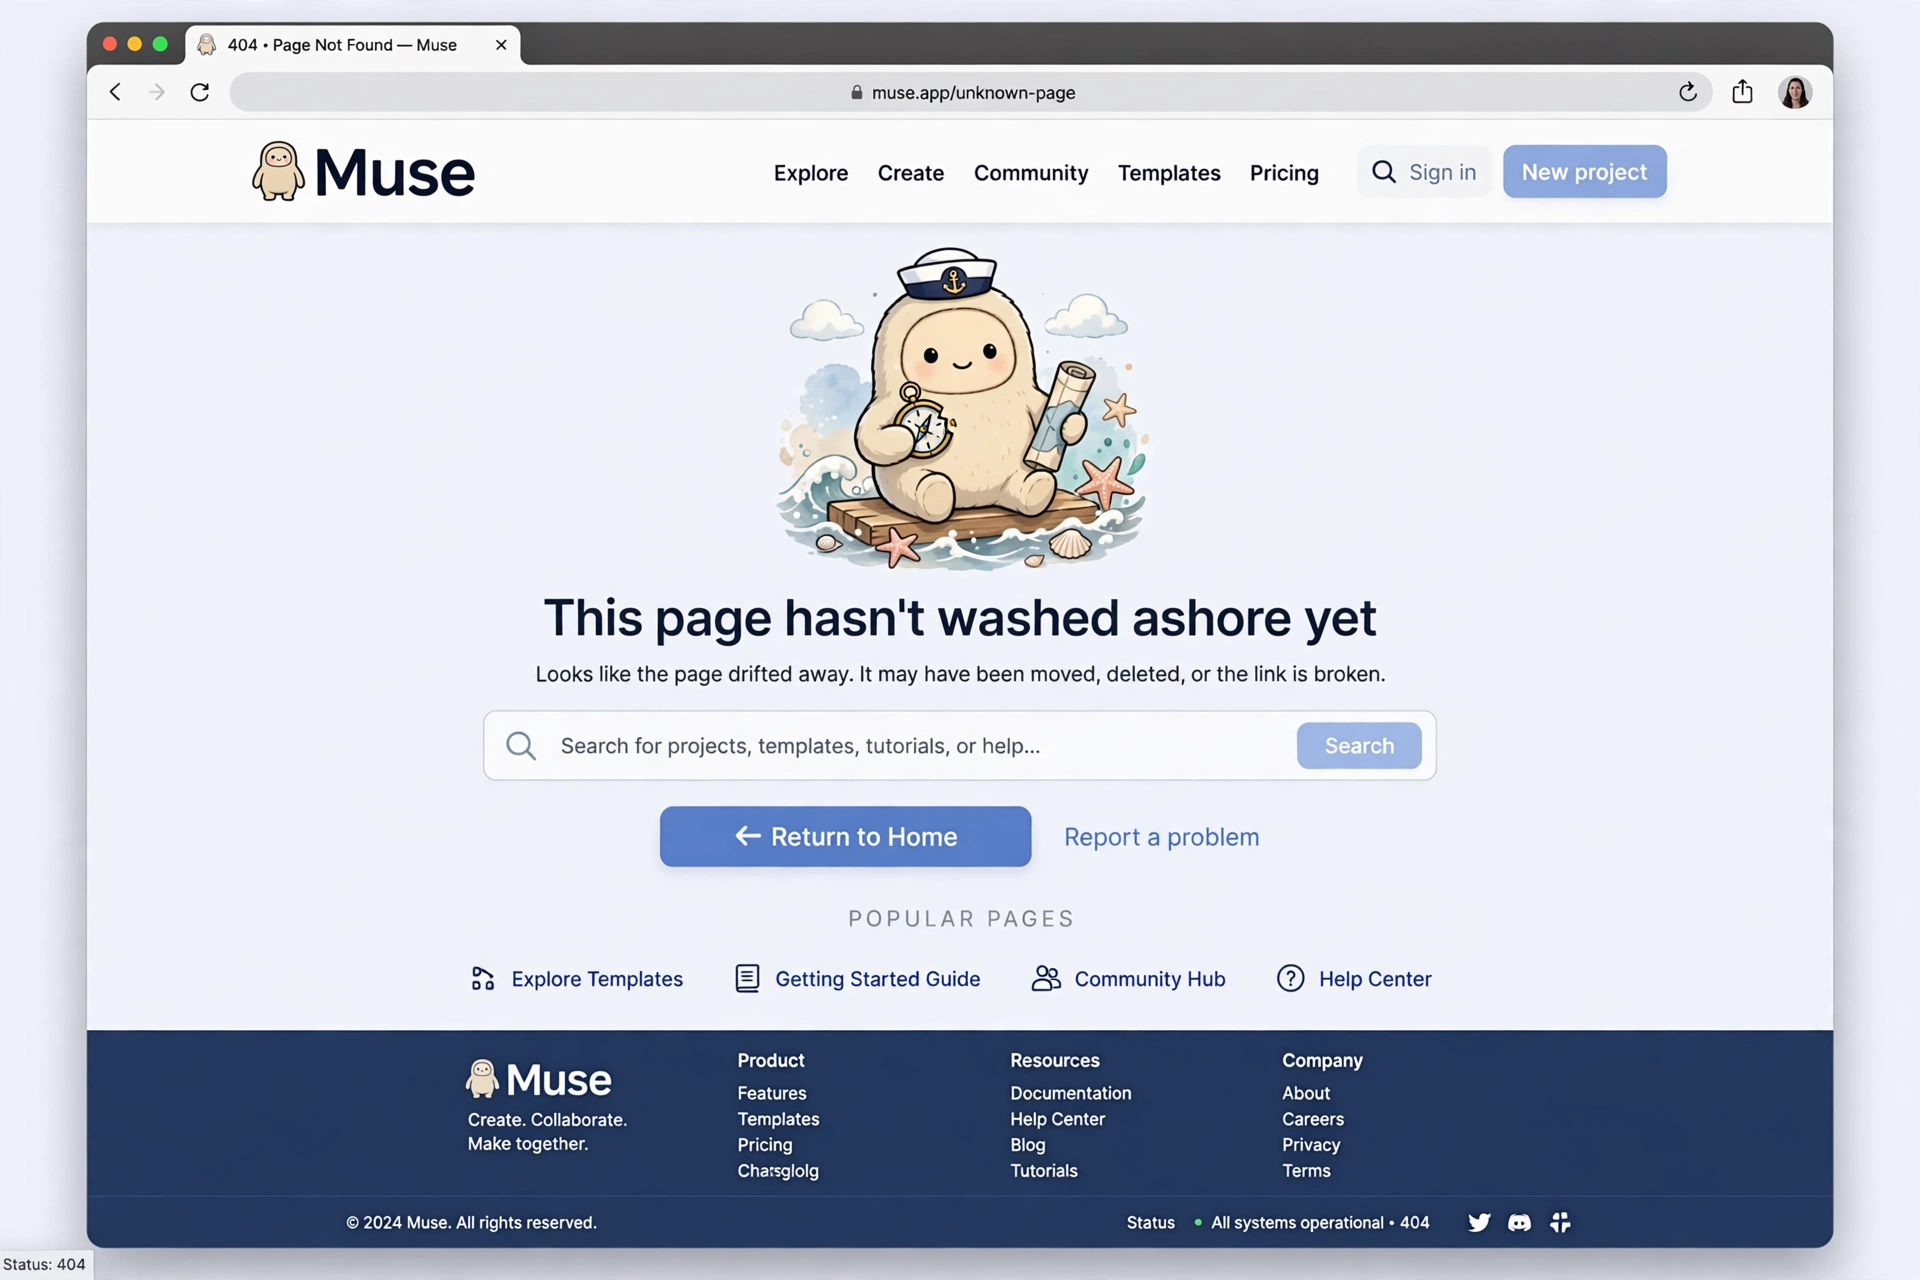 404 • Page Not Found — Muse
muse.app/unknown-page
Muse
Explore Create Community Templates Pricing Sign in New project
This page hasn't washed ashore yet
Looks like the page drifted away. It may have been moved, deleted, or the link is broken.
Search for projects, templates, tutorials, or help... Search
← Return to Home Report a problem
POPULAR PAGES
Explore Templates Getting Started Guide Community Hub Help Center
Muse
Create. Collaborate.
Make together.
Product
Features
Templates
Pricing
Resources
Documentation
Help Center
Blog
Tutorials
Company
About
Careers
Privacy
Terms
© 2024 Muse. All rights reserved.
Status • All systems operational • 404
Status: 404